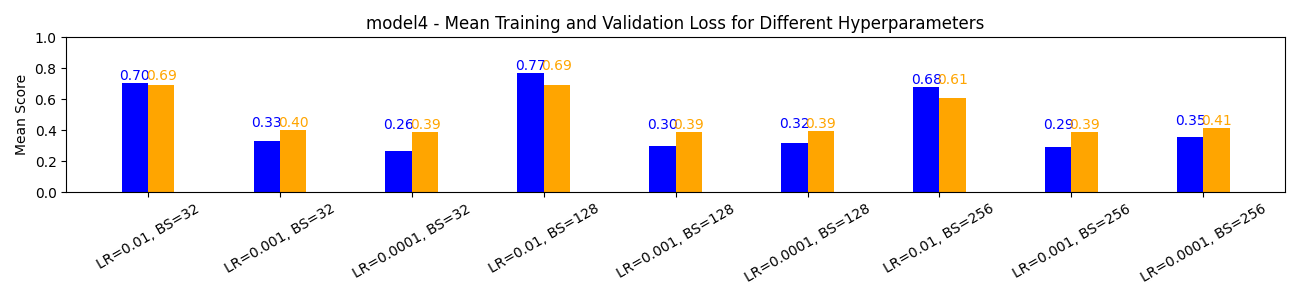 model4 - Mean Training and Validation Loss for Different Hyperparameters
Mean Score
1.0
0.8
0.6
0.4
0.2
0.0
0.70 0.69
0.33 0.40
0.26 0.39
0.77 0.69
0.30 0.39
0.32 0.39
0.68 0.61
0.29 0.39
0.35 0.41
LR=0.01, BS=32
LR=0.001, BS=32
LR=0.0001, BS=32
LR=0.01, BS=128
LR=0.001, BS=128
LR=0.0001, BS=128
LR=0.01, BS=256
LR=0.001, BS=256
LR=0.0001, BS=256